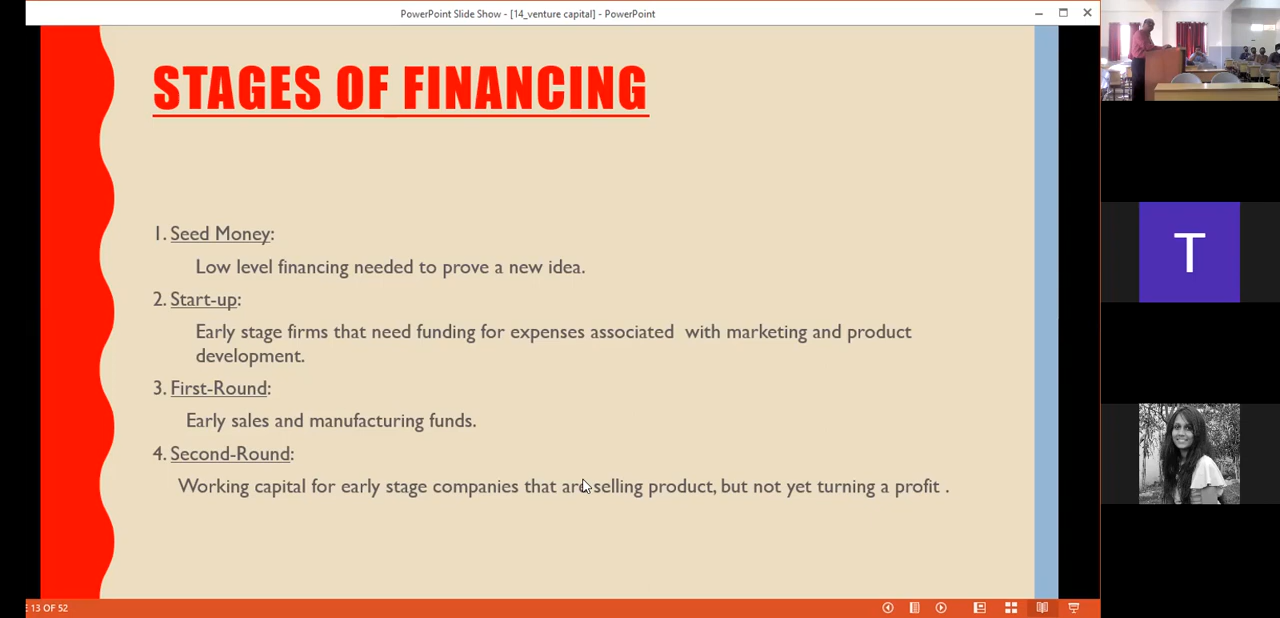 PowerPoint Slide Show - [14_venture capital] - PowerPoint
STAGES OF FINANCING
1. Seed Money:
Low level financing needed to prove a new idea.
2. Start-up:
Early stage firms that need funding for expenses associated  with marketing and product
development.
3. First-Round:
Early sales and manufacturing funds.
4. Second-Round:
Working capital for early stage companies that are selling product, but not yet turning a profit .
13 OF 52
T